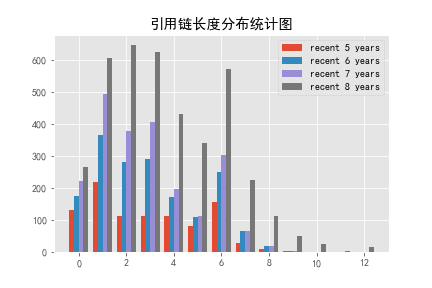 引用链长度分布统计图
recent 5 years
recent 6 years
recent 7 years
recent 8 years
600
500
400
300
200
100
0
0 2 4 6 8 10 12